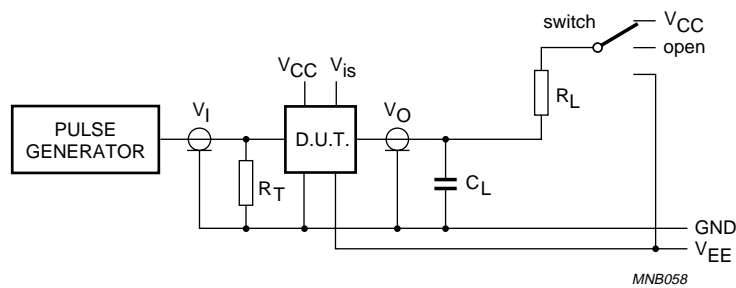 switch
VCC
open
VCC
Vis
RL
VI
VO
PULSE
GENERATOR
D.U.T.
RT
CL
GND
VEE
MNB058